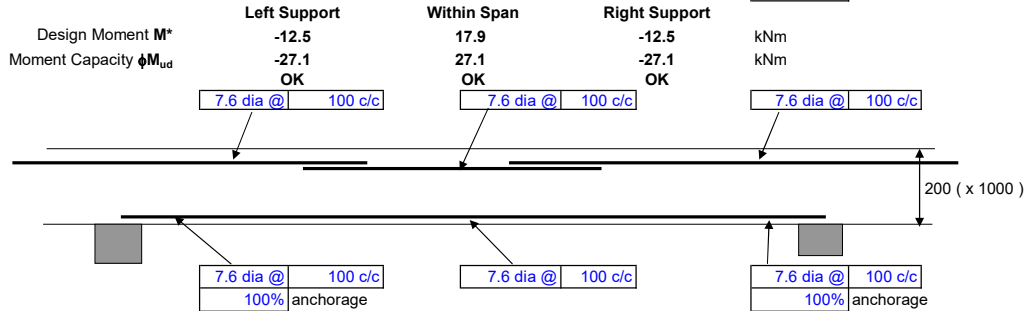 Left Support Within Span Right Support
Design Moment M* -12.5 17.9 -12.5 kNm
Moment Capacity ϕMud -27.1 27.1 -27.1 kNm
OK OK OK
7.6 dia @ 100 c/c 7.6 dia @ 100 c/c 7.6 dia @ 100 c/c
200 ( x 1000 )
7.6 dia @ 100 c/c 7.6 dia @ 100 c/c 7.6 dia @ 100 c/c
100% anchorage 100% anchorage